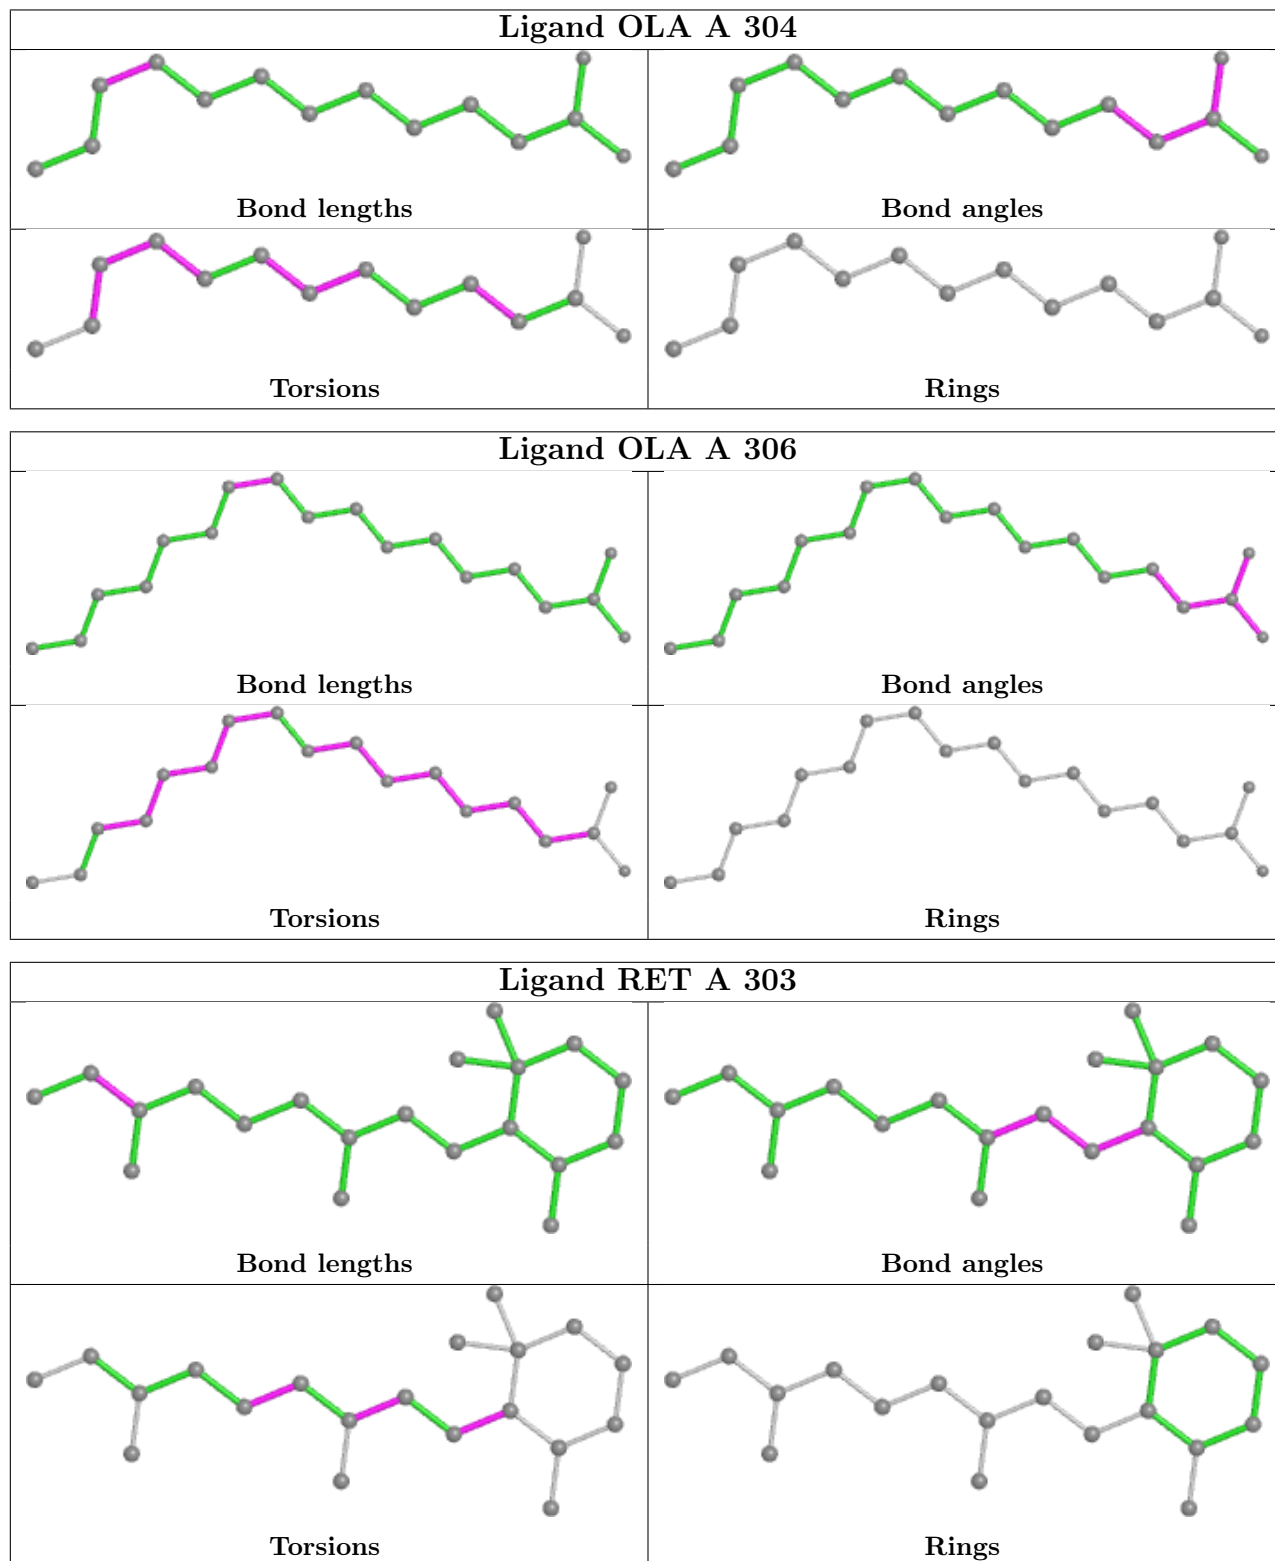 Ligand OLA A 304
Bond lengths
Bond angles
Torsions
Rings
Ligand OLA A 306
Bond lengths
Bond angles
Torsions
Rings
Ligand RET A 303
Bond lengths
Bond angles
Torsions
Rings